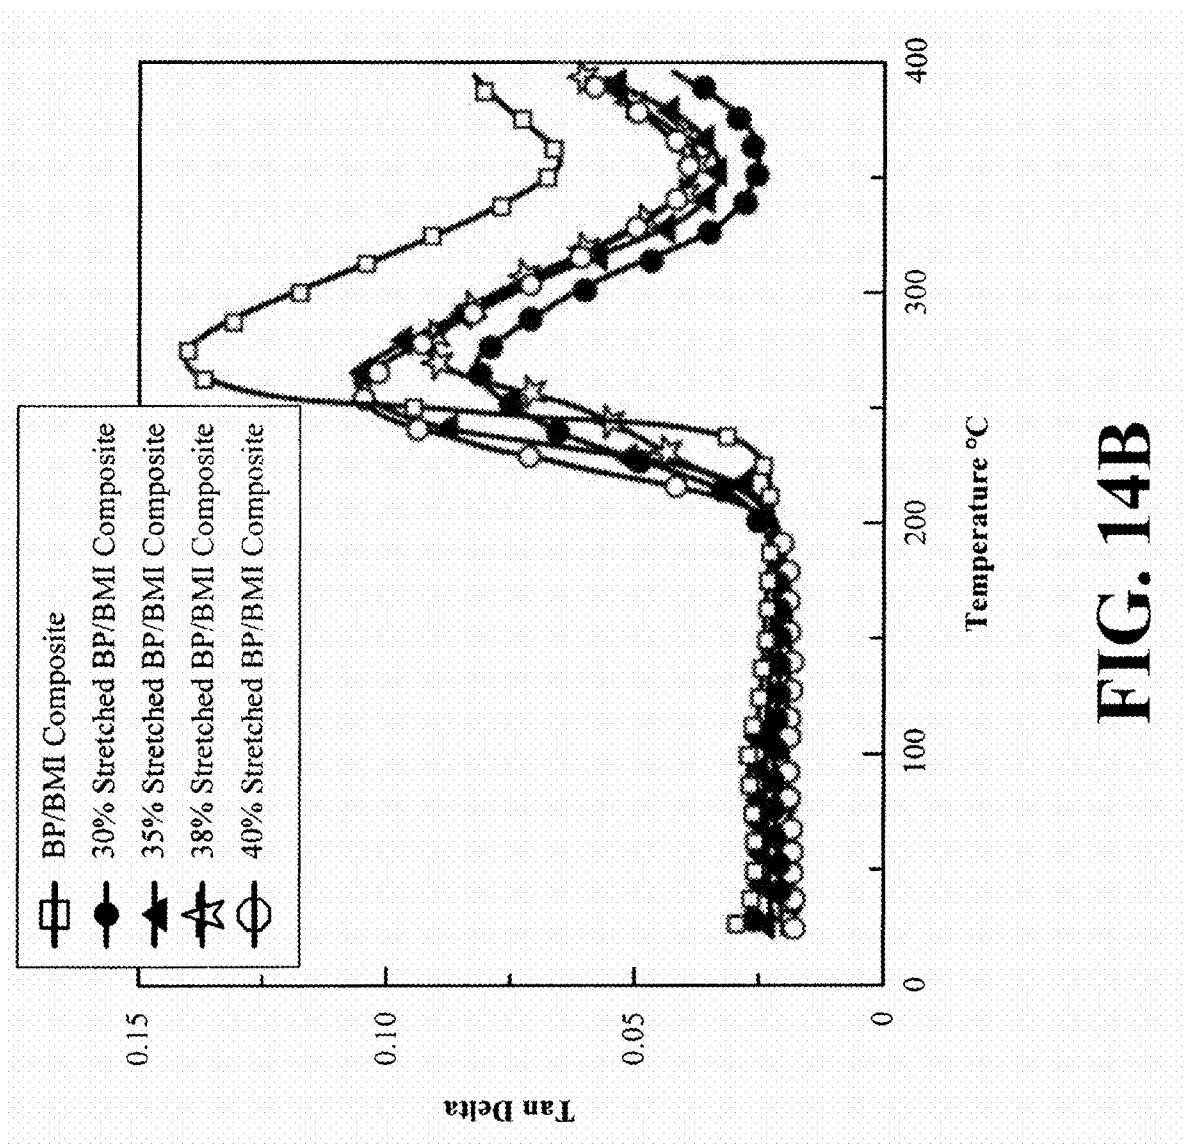 BP/BMI Composite
30% Stretched BP/BMI Composite
35% Stretched BP/BMI Composite
38% Stretched BP/BMI Composite
40% Stretched BP/BMI Composite
0.15
0.10
0.05
0
Tan Delta
0
100
200
300
400
Temperature °C
FIG. 14B